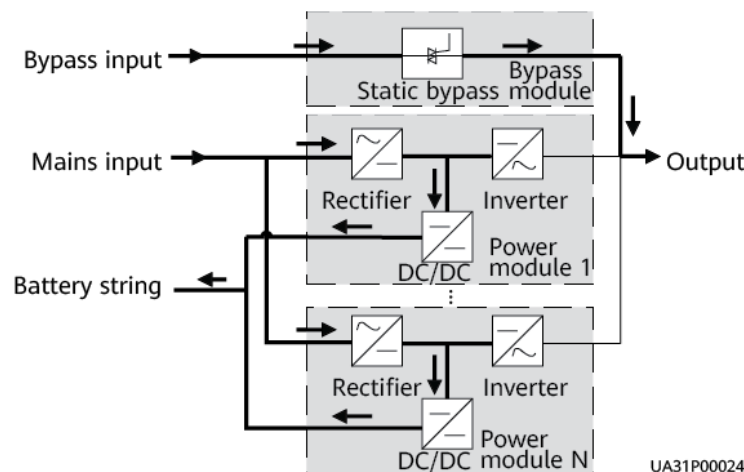 Bypass input
Static bypass
Bypass
module
Mains input
Output
Rectifier
Inverter
DC/DC
Power
module 1
Battery string
Rectifier
Inverter
DC/DC
Power
module N
UA31P00024